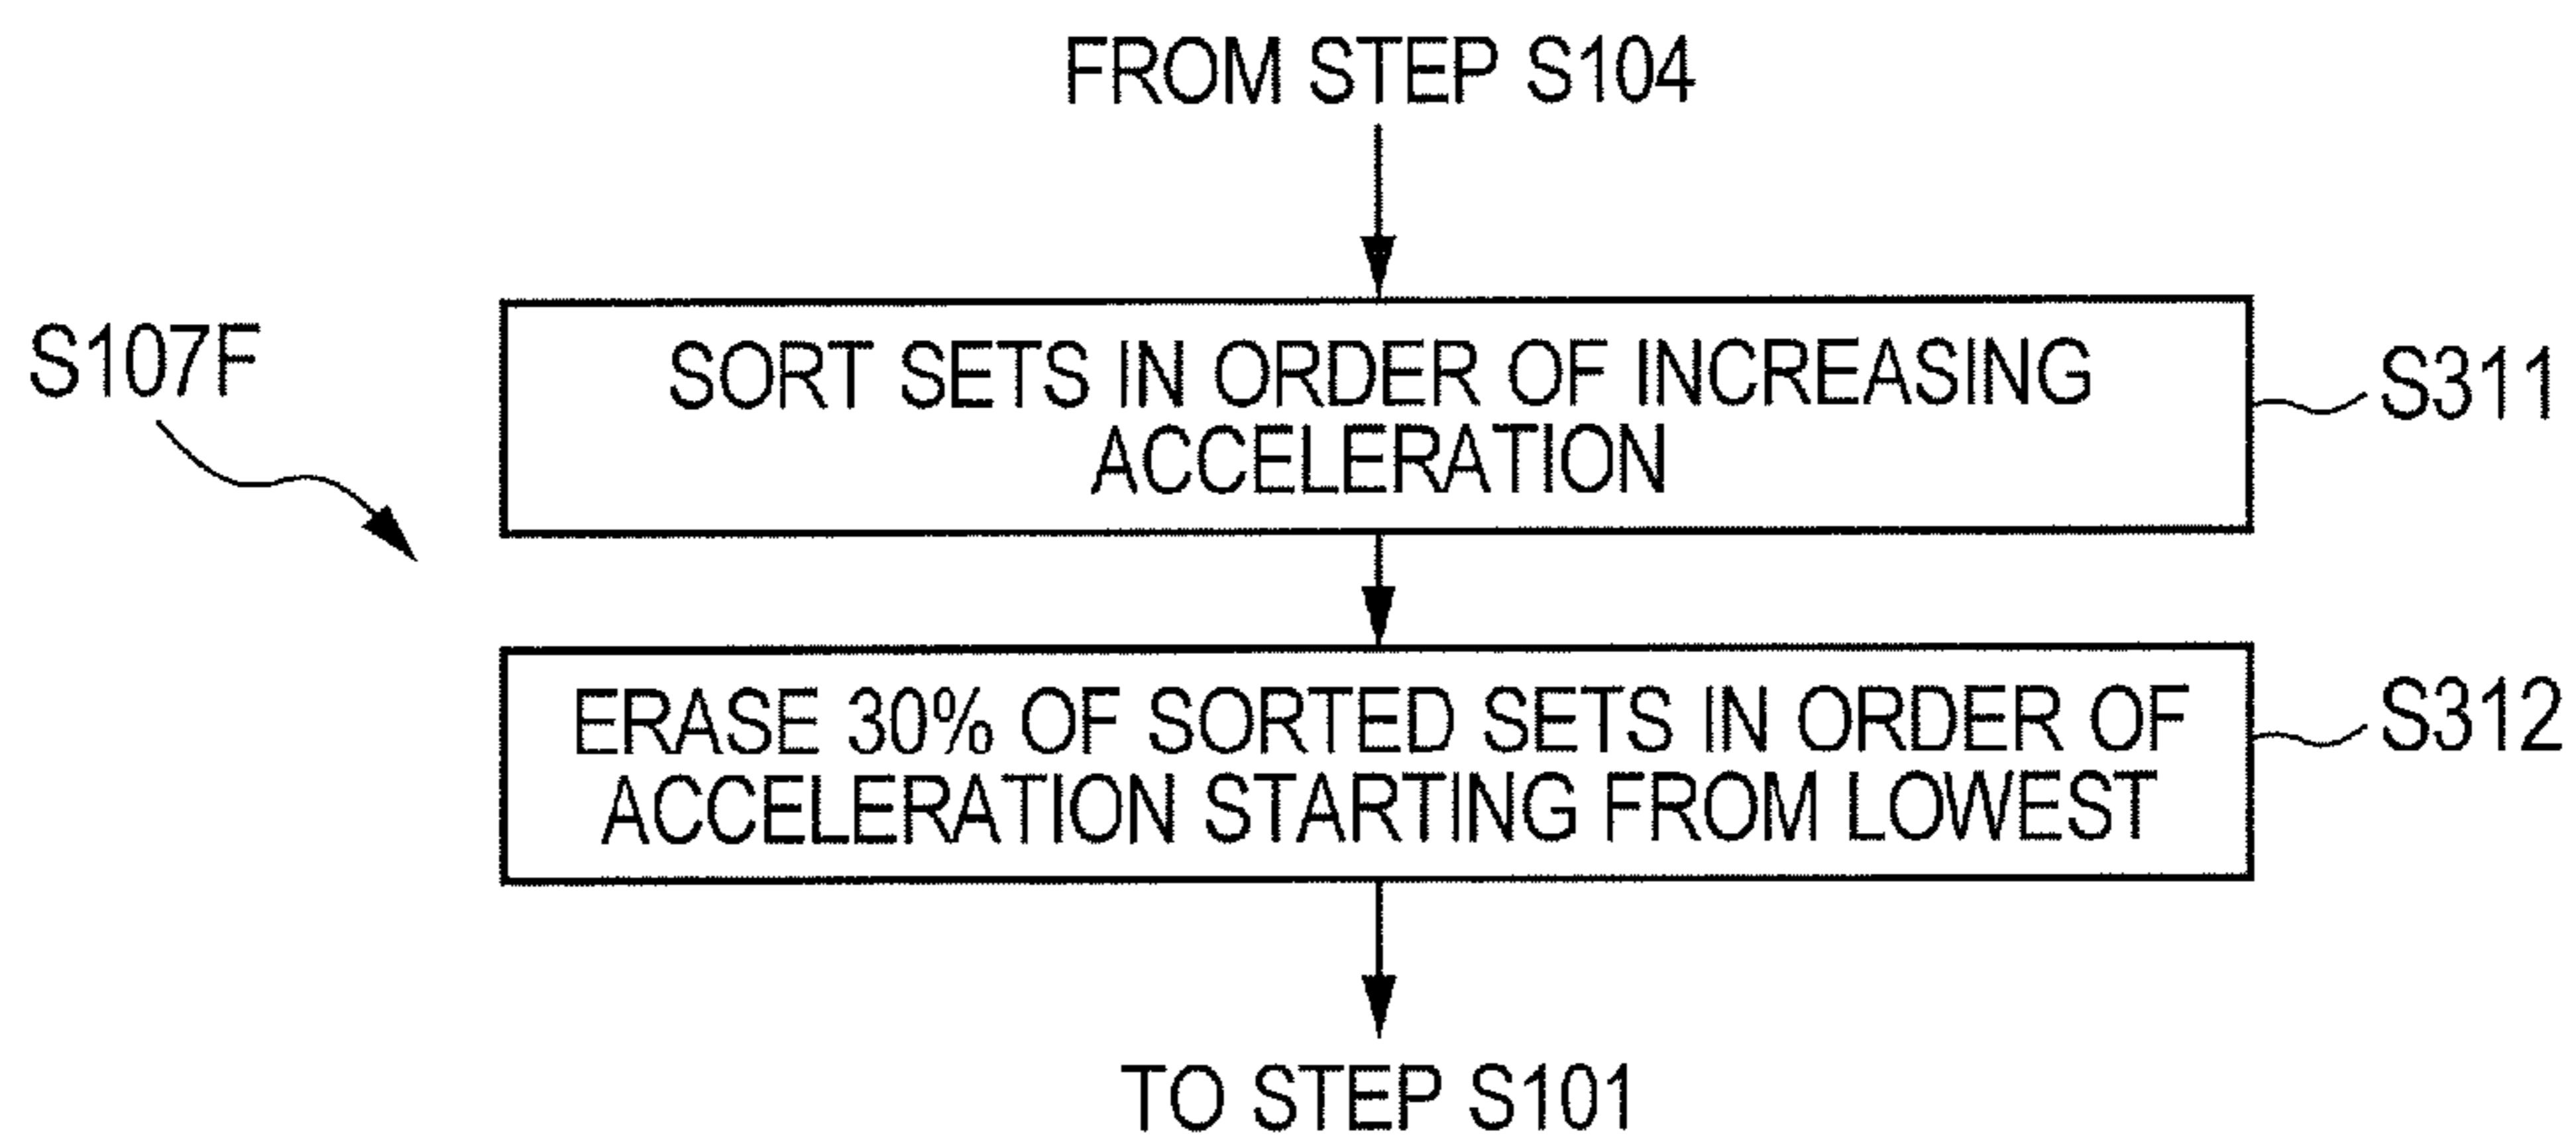 FROM STEP S104
S107F
SORT SETS IN ORDER OF INCREASING
ACCELERATION
S311
ERASE 30% OF SORTED SETS IN ORDER OF
ACCELERATION STARTING FROM LOWEST
S312
TO STEP S101